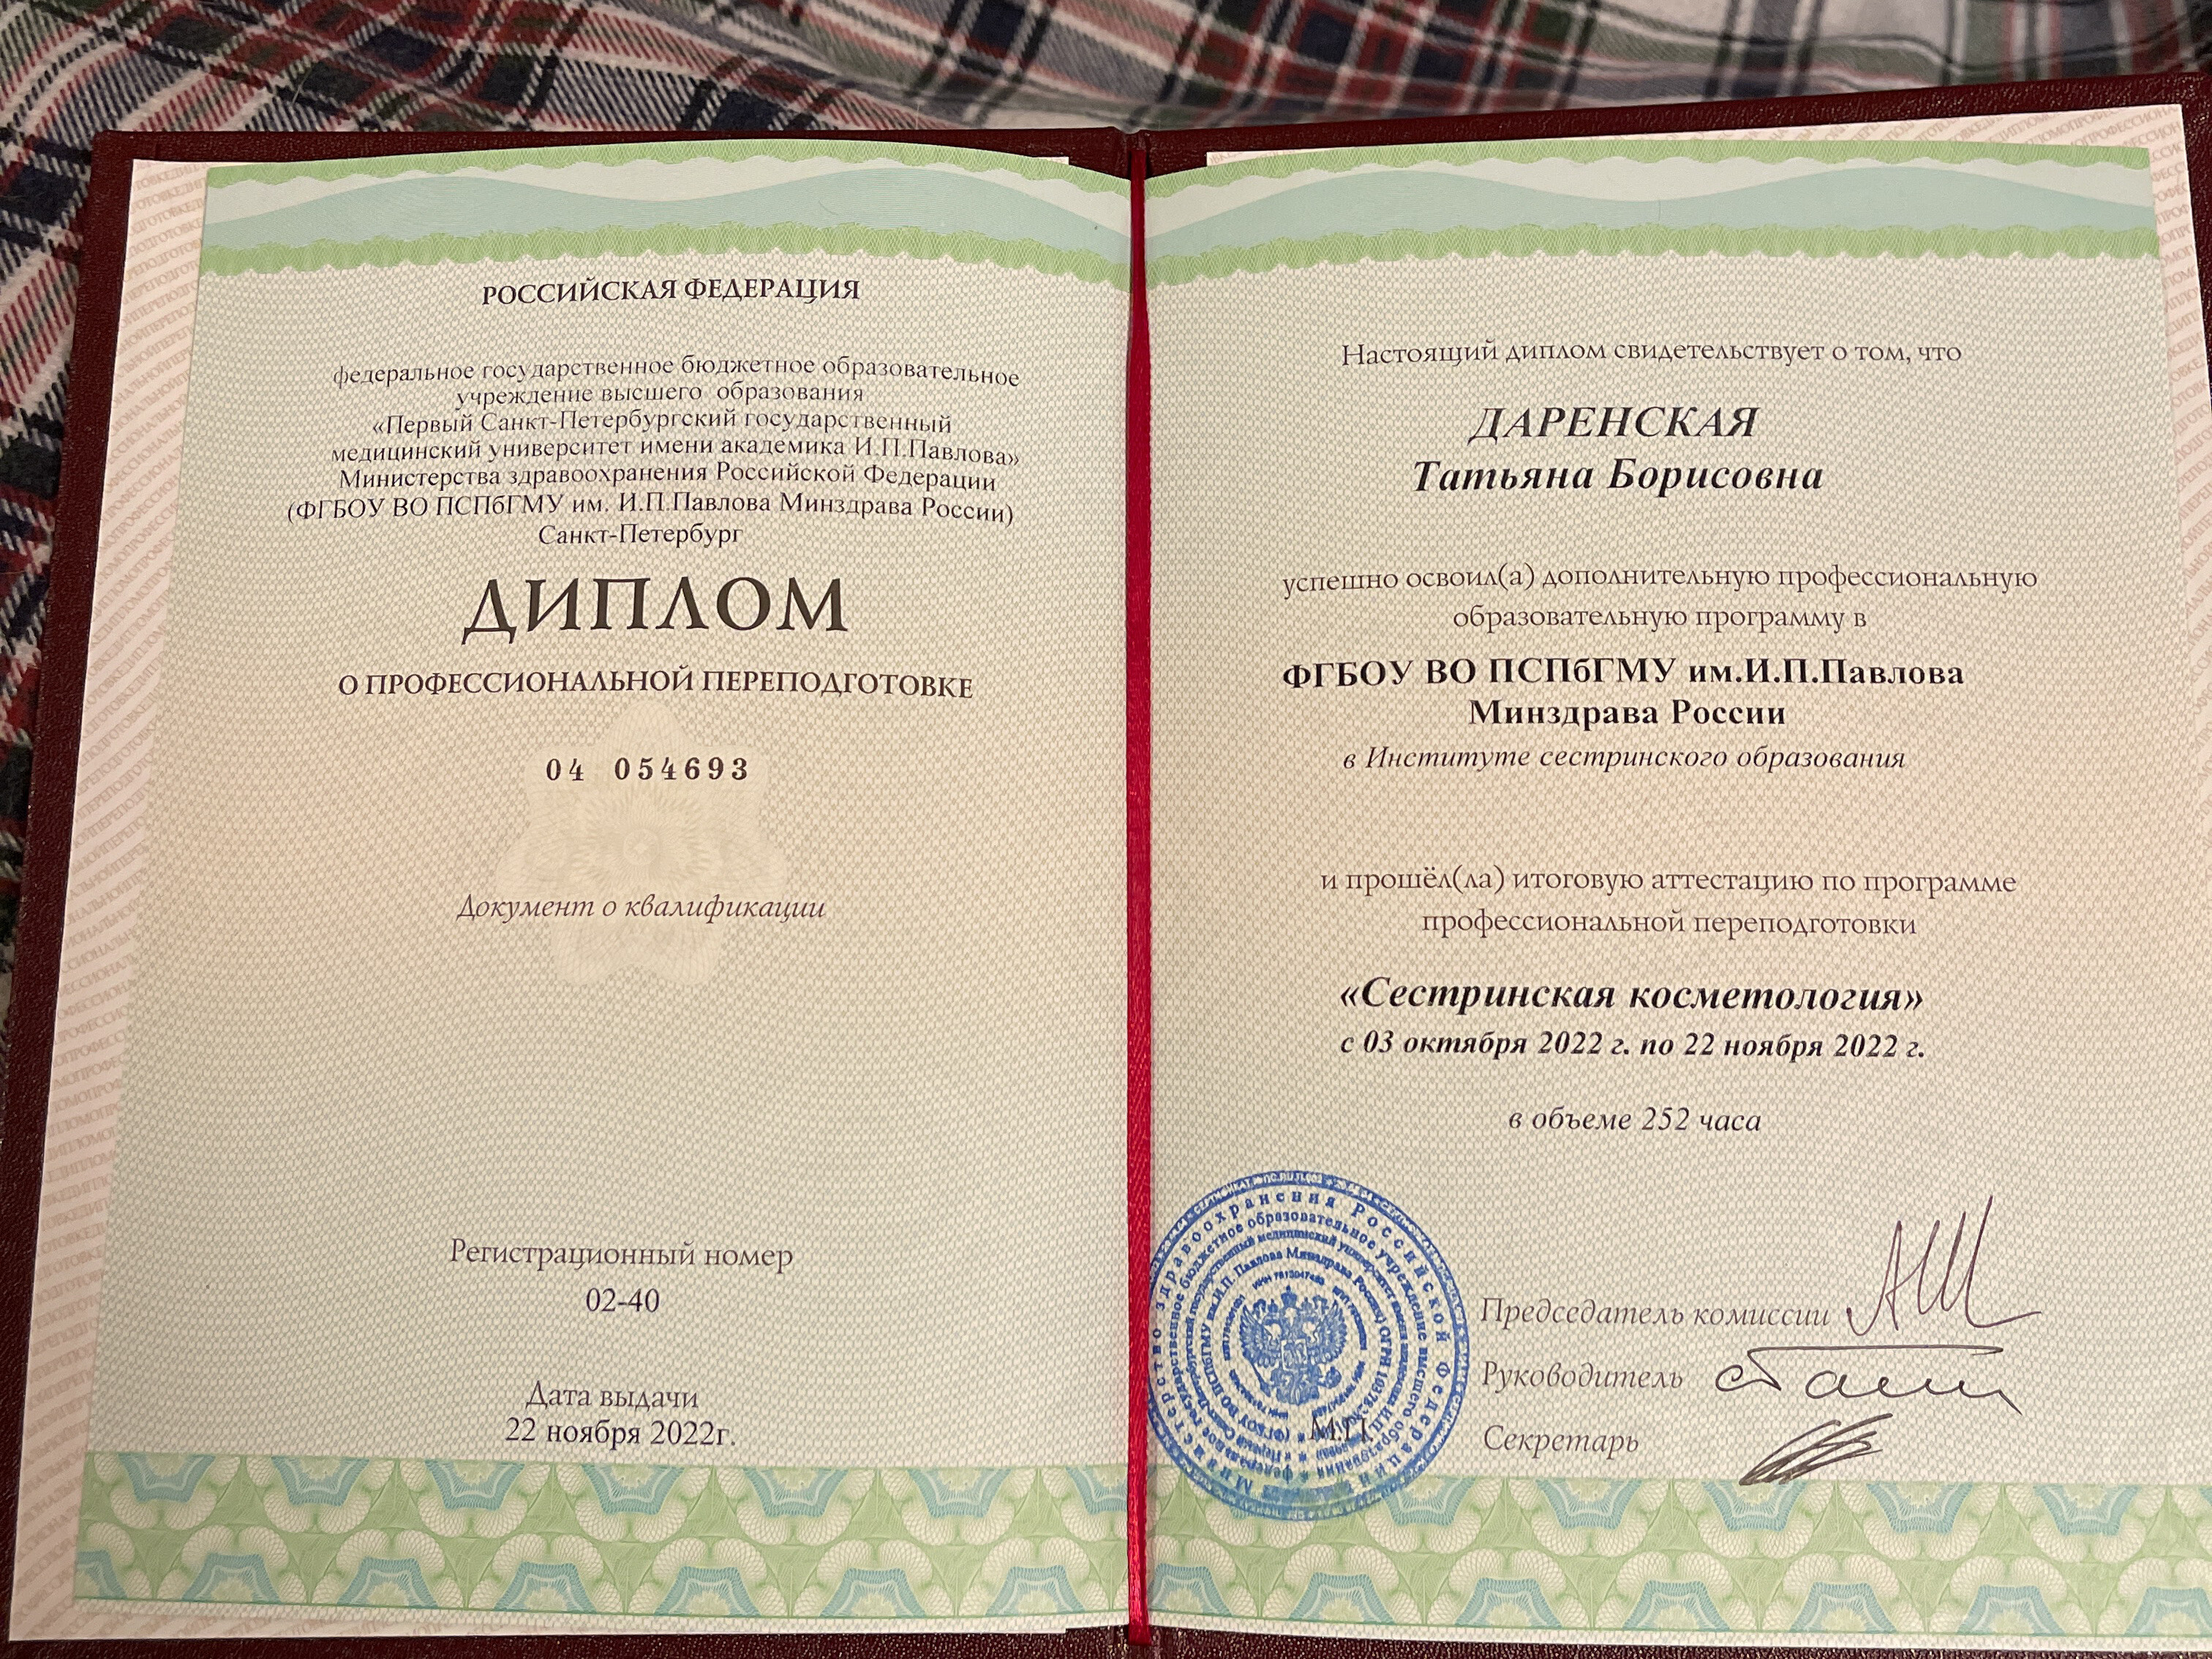 РОССИЙСКАЯ ФЕДЕРАЦИЯ
федеральное государственное бюджетное образовательное
учреждение высшего образования
«Первый Санкт-Петербургский государственный
медицинский университет имени академика И.П.Павлова»
Министерства здравоохранения Российской Федерации
(ФГБОУ ВО ПСПбГМУ им. И.П.Павлова Минздрава России)
Санкт-Петербург
ДИПЛОМ
О ПРОФЕССИОНАЛЬНОЙ ПЕРЕПОДГОТОВКЕ
04 054693
Документ о квалификации
Регистрационный номер
02-40
Дата выдачи
22 ноября 2022г.
Настоящий диплом свидетельствует о том, что
ДАРЕНСКАЯ
Татьяна Борисовна
успешно освоил(а) дополнительную профессиональную
образовательную программу в
ФГБОУ ВО ПСПбГМУ им.И.П.Павлова
Минздрава России
в Институте сестринского образования
и прошёл(ла) итоговую аттестацию по программе
профессиональной переподготовки
«Сестринская косметология»
с 03 октября 2022 г. по 22 ноября 2022 г.
в объеме 252 часа
Председатель комиссии
Руководитель
Секретарь
М.П.
Министерство здравоохранения Российской Федерации